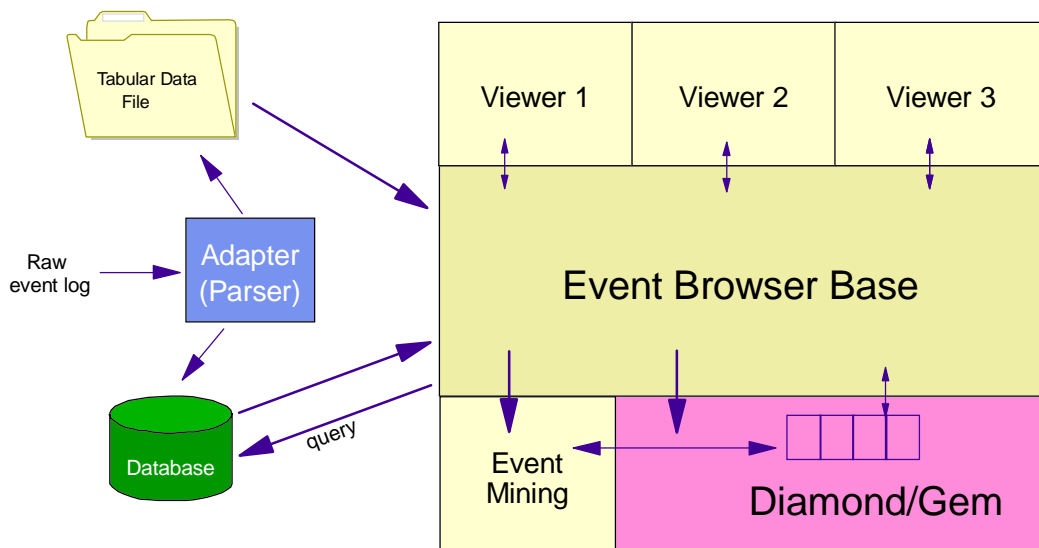 Tabular Data
File
Viewer 1
Viewer 2
Viewer 3
Raw
event log
Adapter
(Parser)
Event Browser Base
query
Database
Event
Mining
Diamond/Gem